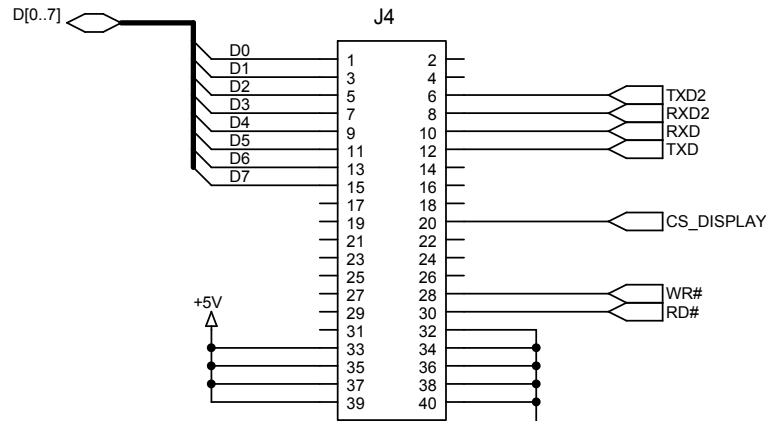 D[0..7] J4
D0 1 2
D1 3 4
D2 5 6 TXD2
D3 7 8 RXD2
D4 9 10 RXD
D5 11 12 TXD
D6 13 14
D7 15 16
17 18
19 20 CS_DISPLAY
21 22
23 24
25 26
27 28 WR#
+5V 29 30 RD#
31 32
33 34
35 36
37 38
39 40